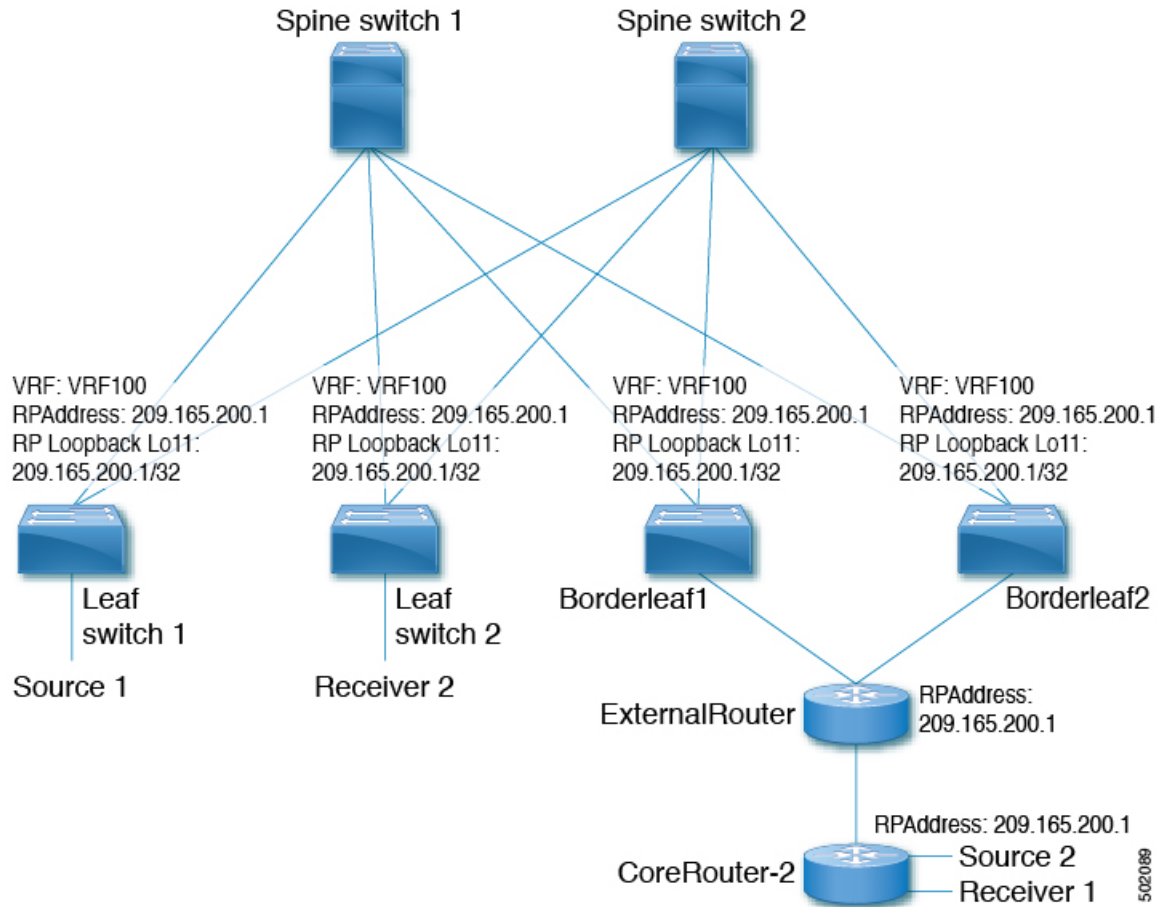 Spine switch 1
Spine switch 2
VRF: VRF100
RPAddress: 209.165.200.1
RP Loopback Lo11:
209.165.200.1/32
VRF: VRF100
RPAddress: 209.165.200.1
RP Loopback Lo11:
209.165.200.1/32
VRF: VRF100
RPAddress: 209.165.200.1
RP Loopback Lo11:
209.165.200.1/32
VRF: VRF100
RPAddress: 209.165.200.1
RP Loopback Lo11:
209.165.200.1/32
Leaf
switch 1
Leaf
switch 2
Borderleaf1
Borderleaf2
Source 1
Receiver 2
ExternalRouter
RPAddress:
209.165.200.1
RPAddress: 209.165.200.1
CoreRouter-2
Source 2
Receiver 1
502089